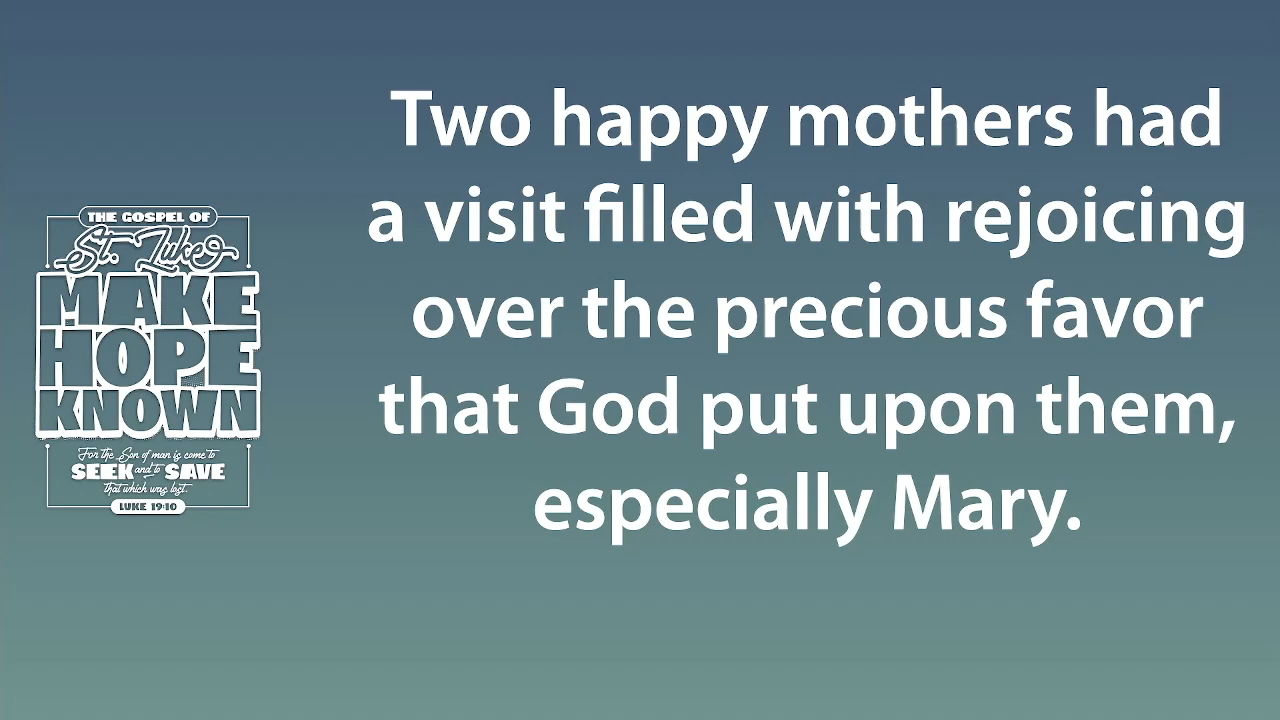 THE GOSPEL OF
St. Luke
MAKE
HOPE
KNOWN
For the Son of man is come to
SEEK and to SAVE
that which was lost.
LUKE 19:10
Two happy mothers had
a visit filled with rejoicing
over the precious favor
that God put upon them,
especially Mary.